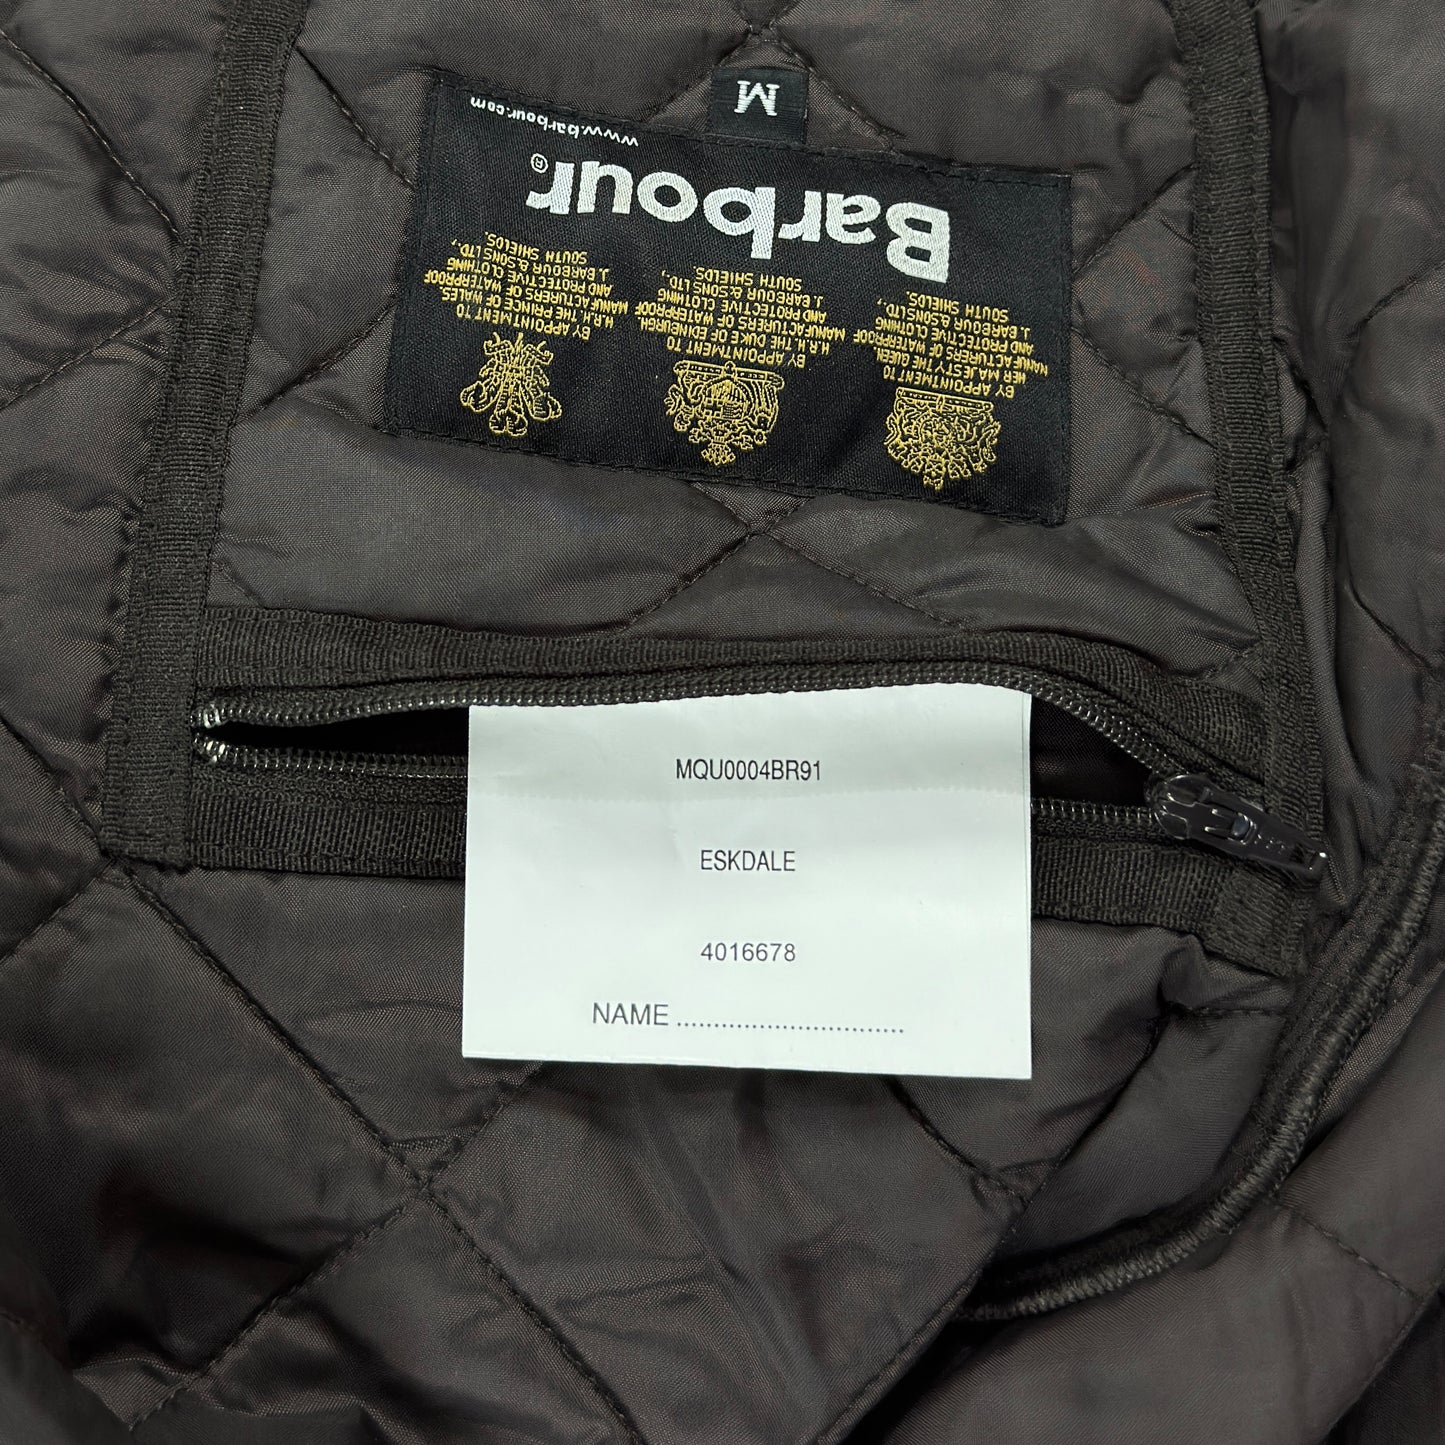 M
www.barbour.com
Barbour®
BY APPOINTMENT TO
HER MAJESTY THE QUEEN
MANUFACTURERS OF WATERPROOF
AND PROTECTIVE CLOTHING
J. BARBOUR & SONS LTD.,
SOUTH SHIELDS.
BY APPOINTMENT TO
H.R.H. THE DUKE OF EDINBURGH.
MANUFACTURERS OF WATERPROOF
AND PROTECTIVE CLOTHING
J. BARBOUR & SONS LTD.,
SOUTH SHIELDS.
BY APPOINTMENT TO
H.R.H. THE PRINCE OF WALES.
MANUFACTURERS OF WATERPROOF
AND PROTECTIVE CLOTHING
J. BARBOUR & SONS LTD.,
SOUTH SHIELDS.
MQU0004BR91
ESKDALE
4016678
NAME ...............................